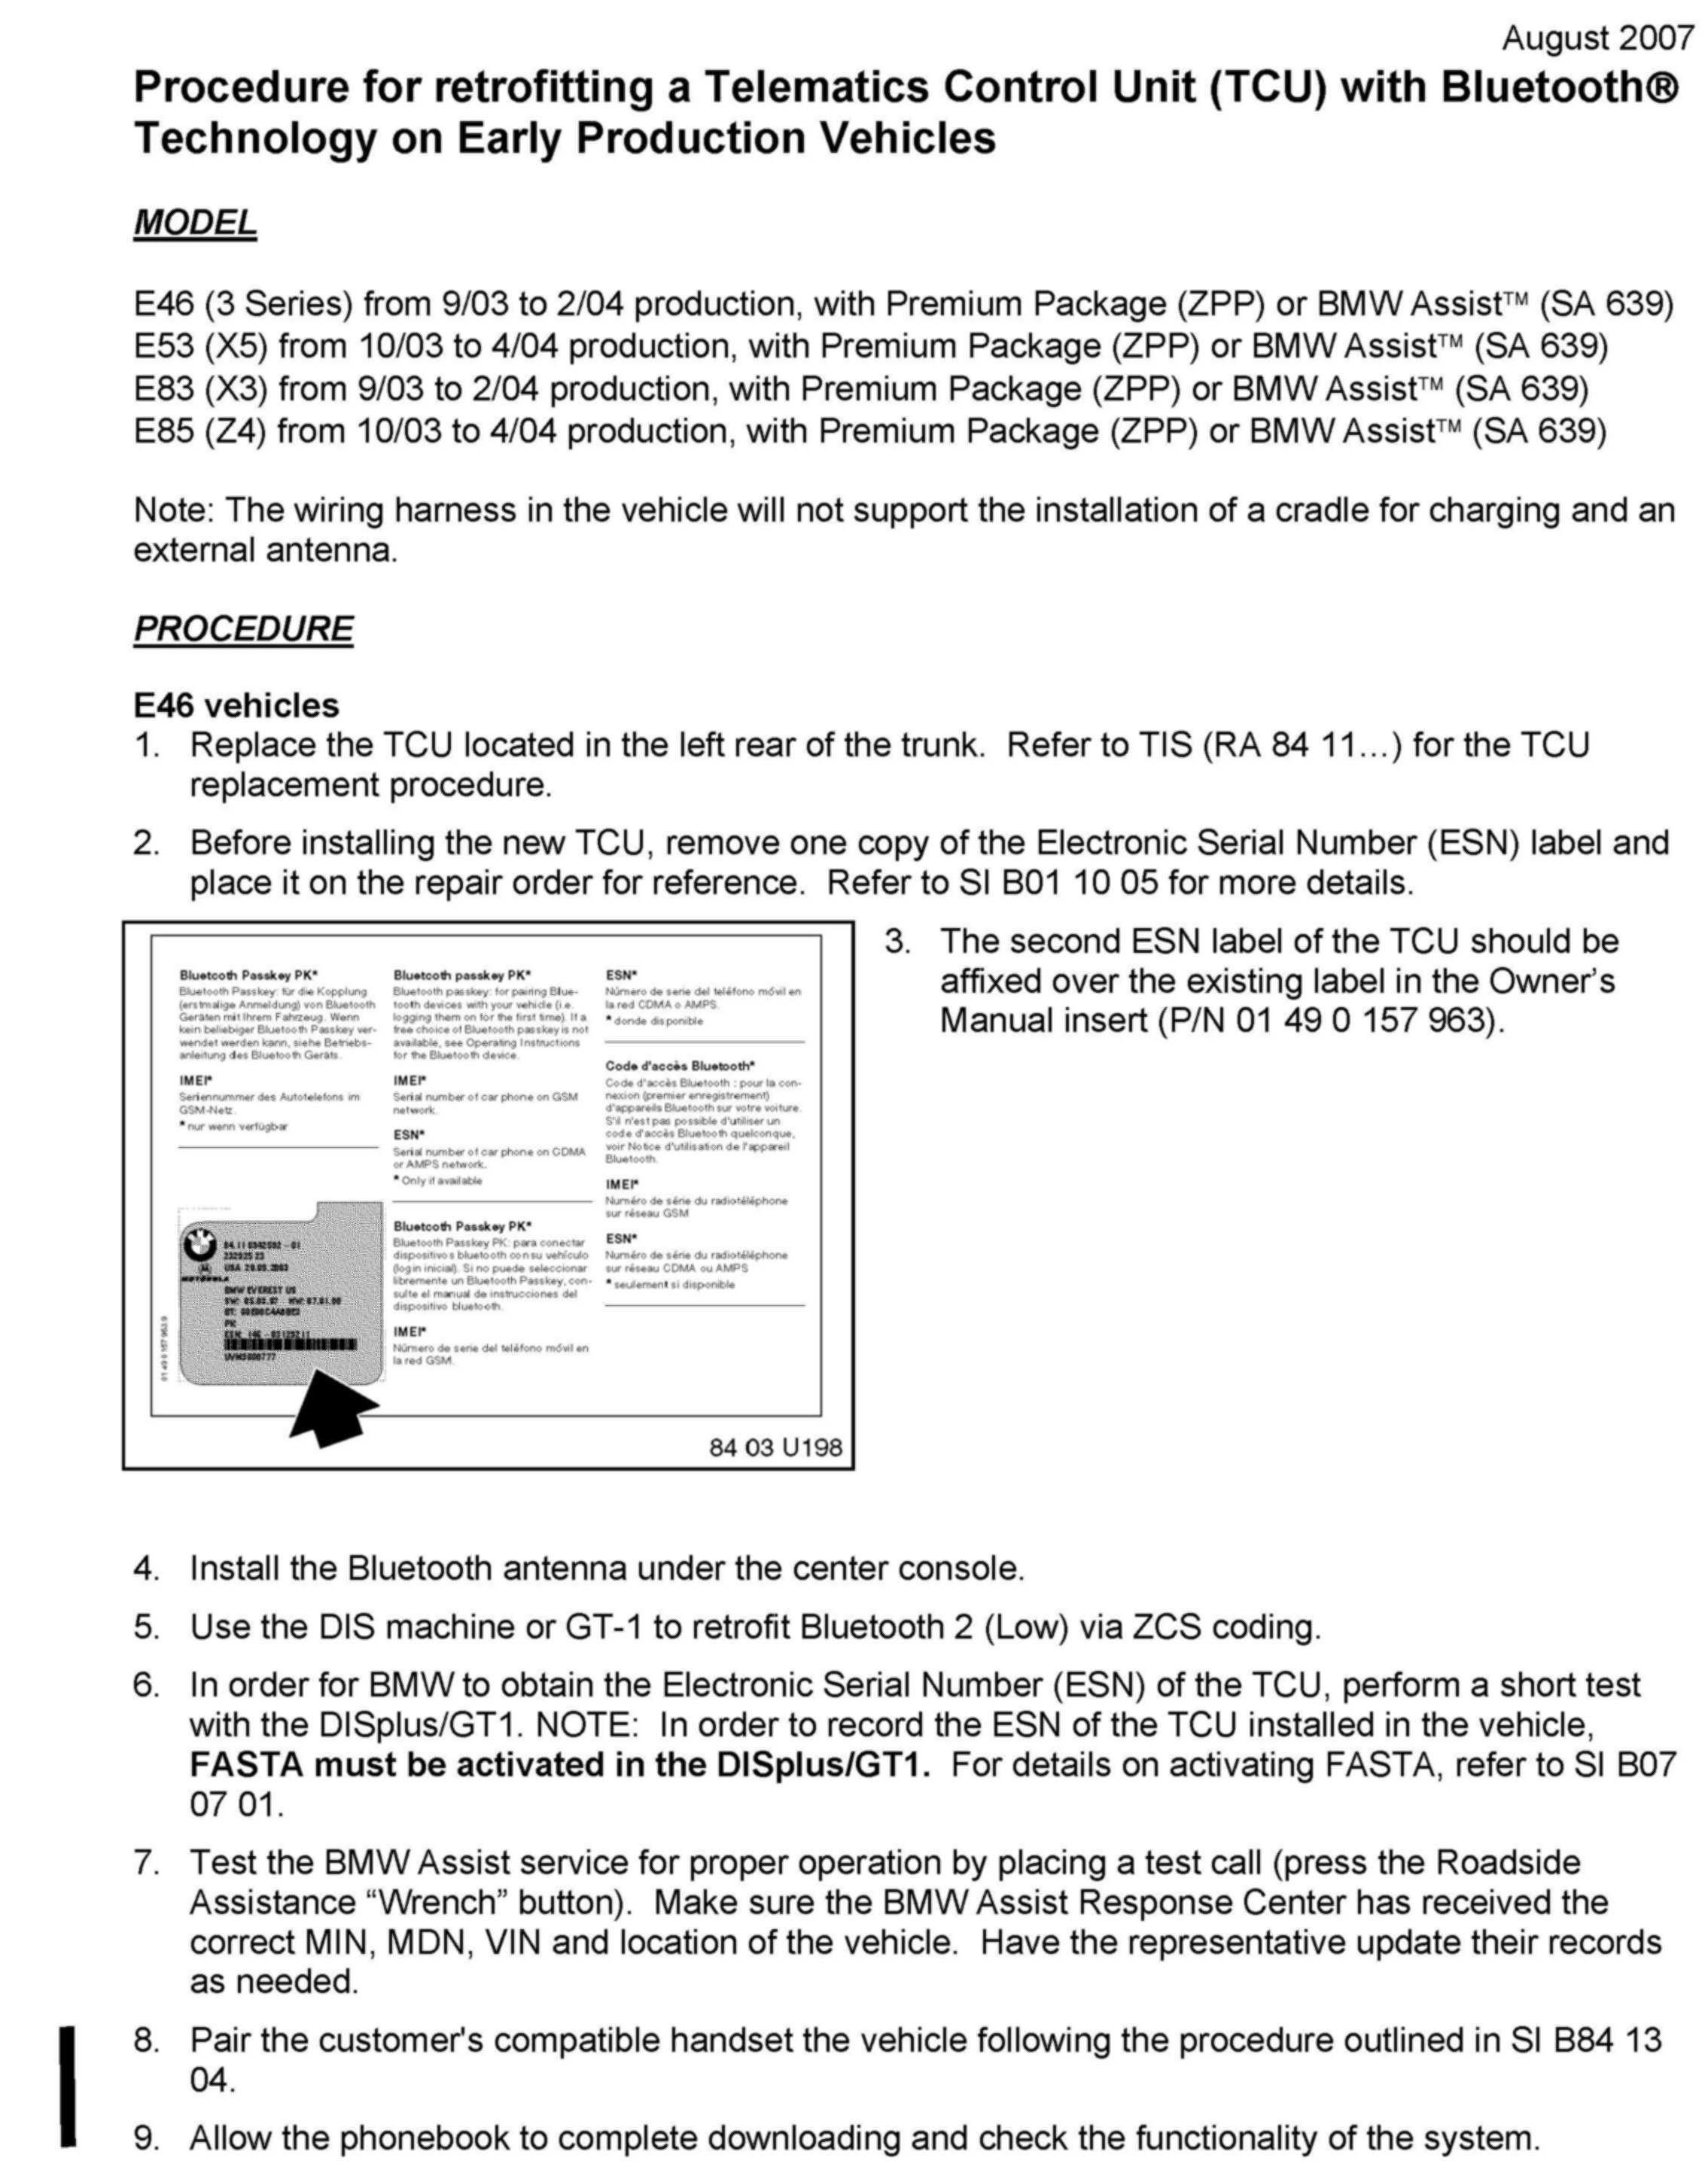 August 2007
Procedure for retrofitting a Telematics Control Unit (TCU) with Bluetooth®
Technology on Early Production Vehicles
MODEL
E46 (3 Series) from 9/03 to 2/04 production, with Premium Package (ZPP) or BMW Assist™ (SA 639)
E53 (X5) from 10/03 to 4/04 production, with Premium Package (ZPP) or BMW Assist™ (SA 639)
E83 (X3) from 9/03 to 2/04 production, with Premium Package (ZPP) or BMW Assist™ (SA 639)
E85 (Z4) from 10/03 to 4/04 production, with Premium Package (ZPP) or BMW Assist™ (SA 639)
Note: The wiring harness in the vehicle will not support the installation of a cradle for charging and an
external antenna.
PROCEDURE
E46 vehicles
1. Replace the TCU located in the left rear of the trunk. Refer to TIS (RA 84 11...) for the TCU
replacement procedure.
2. Before installing the new TCU, remove one copy of the Electronic Serial Number (ESN) label and
place it on the repair order for reference. Refer to SI B01 10 05 for more details.
Bluetooth Passkey PK*
Bluetooth Passkey: für die Kopplung
(erstmalige Anmeldung) von Bluetooth
Geräten mit Ihrem Fahrzeug. Wenn
kein beliebiger Bluetooth Passkey ver-
wendet werden kann, siehe Betriebs-
anleitung des Bluetooth Geräts.
IMEI*
Seriennummer des Autotelefons im
GSM-Netz.
* nur wenn verfügbar
84.11 6942592 - 01
USA
MOTOROLA
BMW EVEREST US
PK:
01 49 0 157 963 9
Bluetooth passkey PK*
Bluetooth passkey: for pairing Blue-
tooth devices with your vehicle (i.e.
logging them on for the first time). If a
free choice of Bluetooth passkey is not
available, see Operating Instructions
for the Bluetooth device.
IMEI*
Serial number of car phone on GSM
network.
ESN*
Serial number of car phone on CDMA
or AMPS network.
* Only if available
Bluetooth Passkey PK*
Bluetooth Passkey PK: para conectar
dispositivos bluetooth con su vehículo
(login inicial). Si no puede seleccionar
libremente un Bluetooth Passkey, con-
sulte el manual de instrucciones del
dispositivo bluetooth.
IMEI*
Número de serie del teléfono móvil en
la red GSM.
ESN*
Número de serie del teléfono móvil en
la red CDMA o AMPS.
* donde disponible
Code d'accès Bluetooth*
Code d'accès Bluetooth : pour la con-
nexion (premier enregistrement)
d'appareils Bluetooth sur votre voiture.
S'il n'est pas possible d'utiliser un
code d'accès Bluetooth quelconque,
voir Notice d'utilisation de l'appareil
Bluetooth.
IMEI*
Numéro de série du radiotéléphone
sur réseau GSM
ESN*
Numéro de série du radiotéléphone
sur réseau CDMA ou AMPS
* seulement si disponible
84 03 U198
3. The second ESN label of the TCU should be
affixed over the existing label in the Owner's
Manual insert (P/N 01 49 0 157 963).
4. Install the Bluetooth antenna under the center console.
5. Use the DIS machine or GT-1 to retrofit Bluetooth 2 (Low) via ZCS coding.
6. In order for BMW to obtain the Electronic Serial Number (ESN) of the TCU, perform a short test
with the DISplus/GT1. NOTE: In order to record the ESN of the TCU installed in the vehicle,
FASTA must be activated in the DISplus/GT1. For details on activating FASTA, refer to SI B07
07 01.
7. Test the BMW Assist service for proper operation by placing a test call (press the Roadside
Assistance “Wrench” button). Make sure the BMW Assist Response Center has received the
correct MIN, MDN, VIN and location of the vehicle. Have the representative update their records
as needed.
8. Pair the customer's compatible handset the vehicle following the procedure outlined in SI B84 13
04.
9. Allow the phonebook to complete downloading and check the functionality of the system.